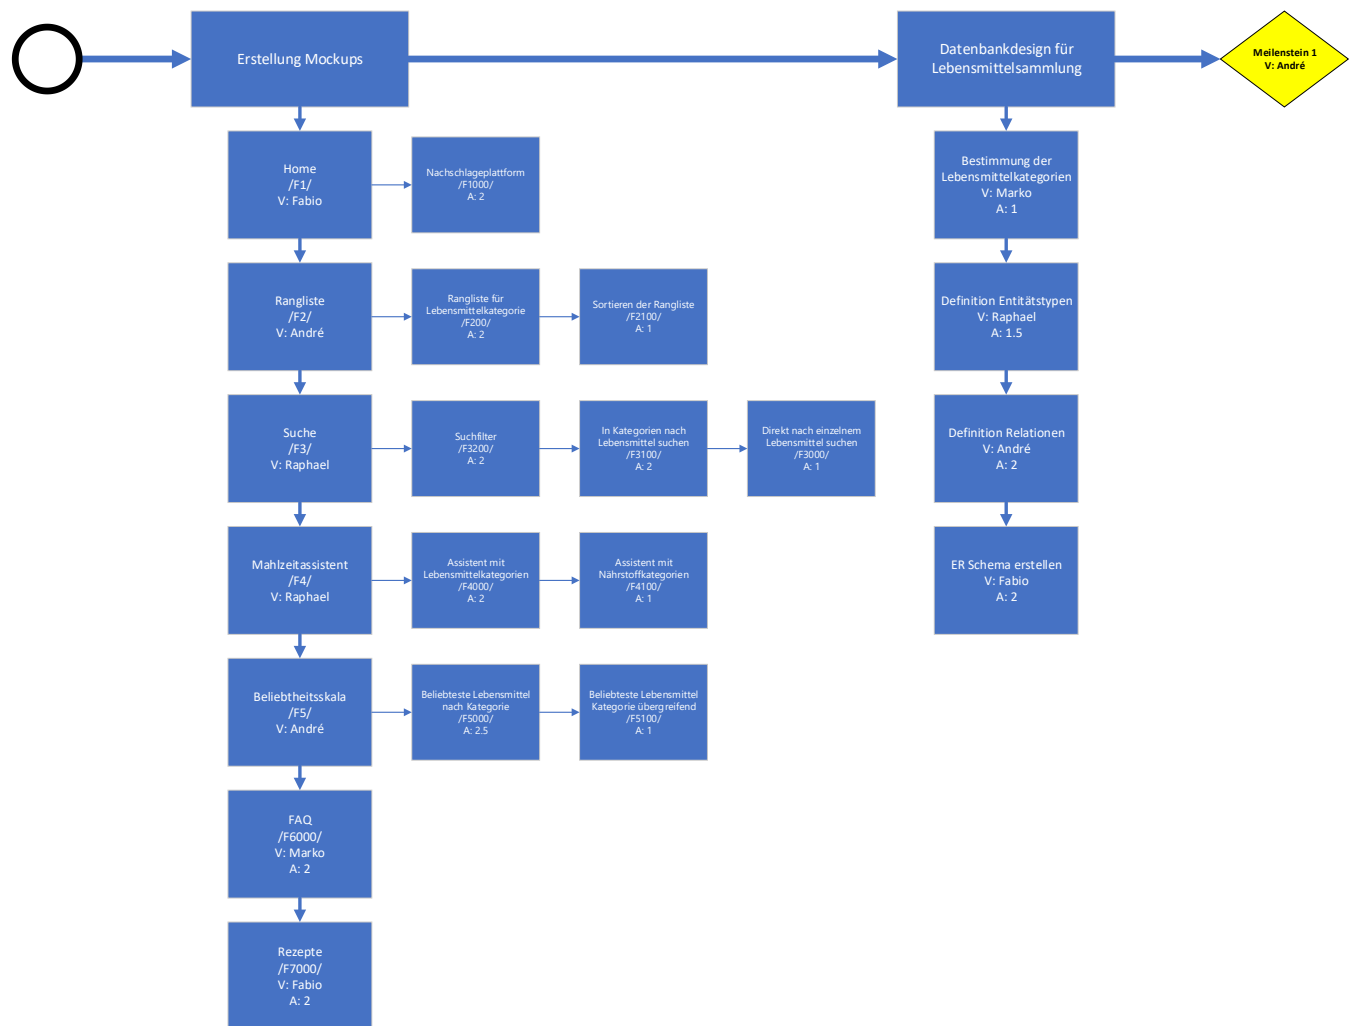 Erstellung Mockups
Datenbankdesign für
Lebensmittelsammlung
Meilenstein 1
V: André
Home
/F1/
V: Fabio
Nachschlageplattform
/F1000/
A: 2
Rangliste
/F2/
V: André
Rangliste für
Lebensmittelkategorie
/F200/
A: 2
Sortieren der Rangliste
/F2100/
A: 1
Suche
/F3/
V: Raphael
Suchfilter
/F3200/
A: 2
In Kategorien nach
Lebensmittel suchen
/F3100/
A: 2
Direkt nach einzelnem
Lebensmittel suchen
/F3000/
A: 1
Mahlzeitassistent
/F4/
V: Raphael
Assistent mit
Lebensmittelkategorien
/F4000/
A: 2
Assistent mit
Nährstoffkategorien
/F4100/
A: 1
Beliebtheitsskala
/F5/
V: André
Beliebteste Lebensmittel
nach Kategorie
/F5000/
A: 2.5
Beliebteste Lebensmittel
Kategorie übergreifend
/F5100/
A: 1
FAQ
/F6000/
V: Marko
A: 2
Rezepte
/F7000/
V: Fabio
A: 2
Bestimmung der
Lebensmittelkategorien
V: Marko
A: 1
Definition Entitätstypen
V: Raphael
A: 1.5
Definition Relationen
V: André
A: 2
ER Schema erstellen
V: Fabio
A: 2